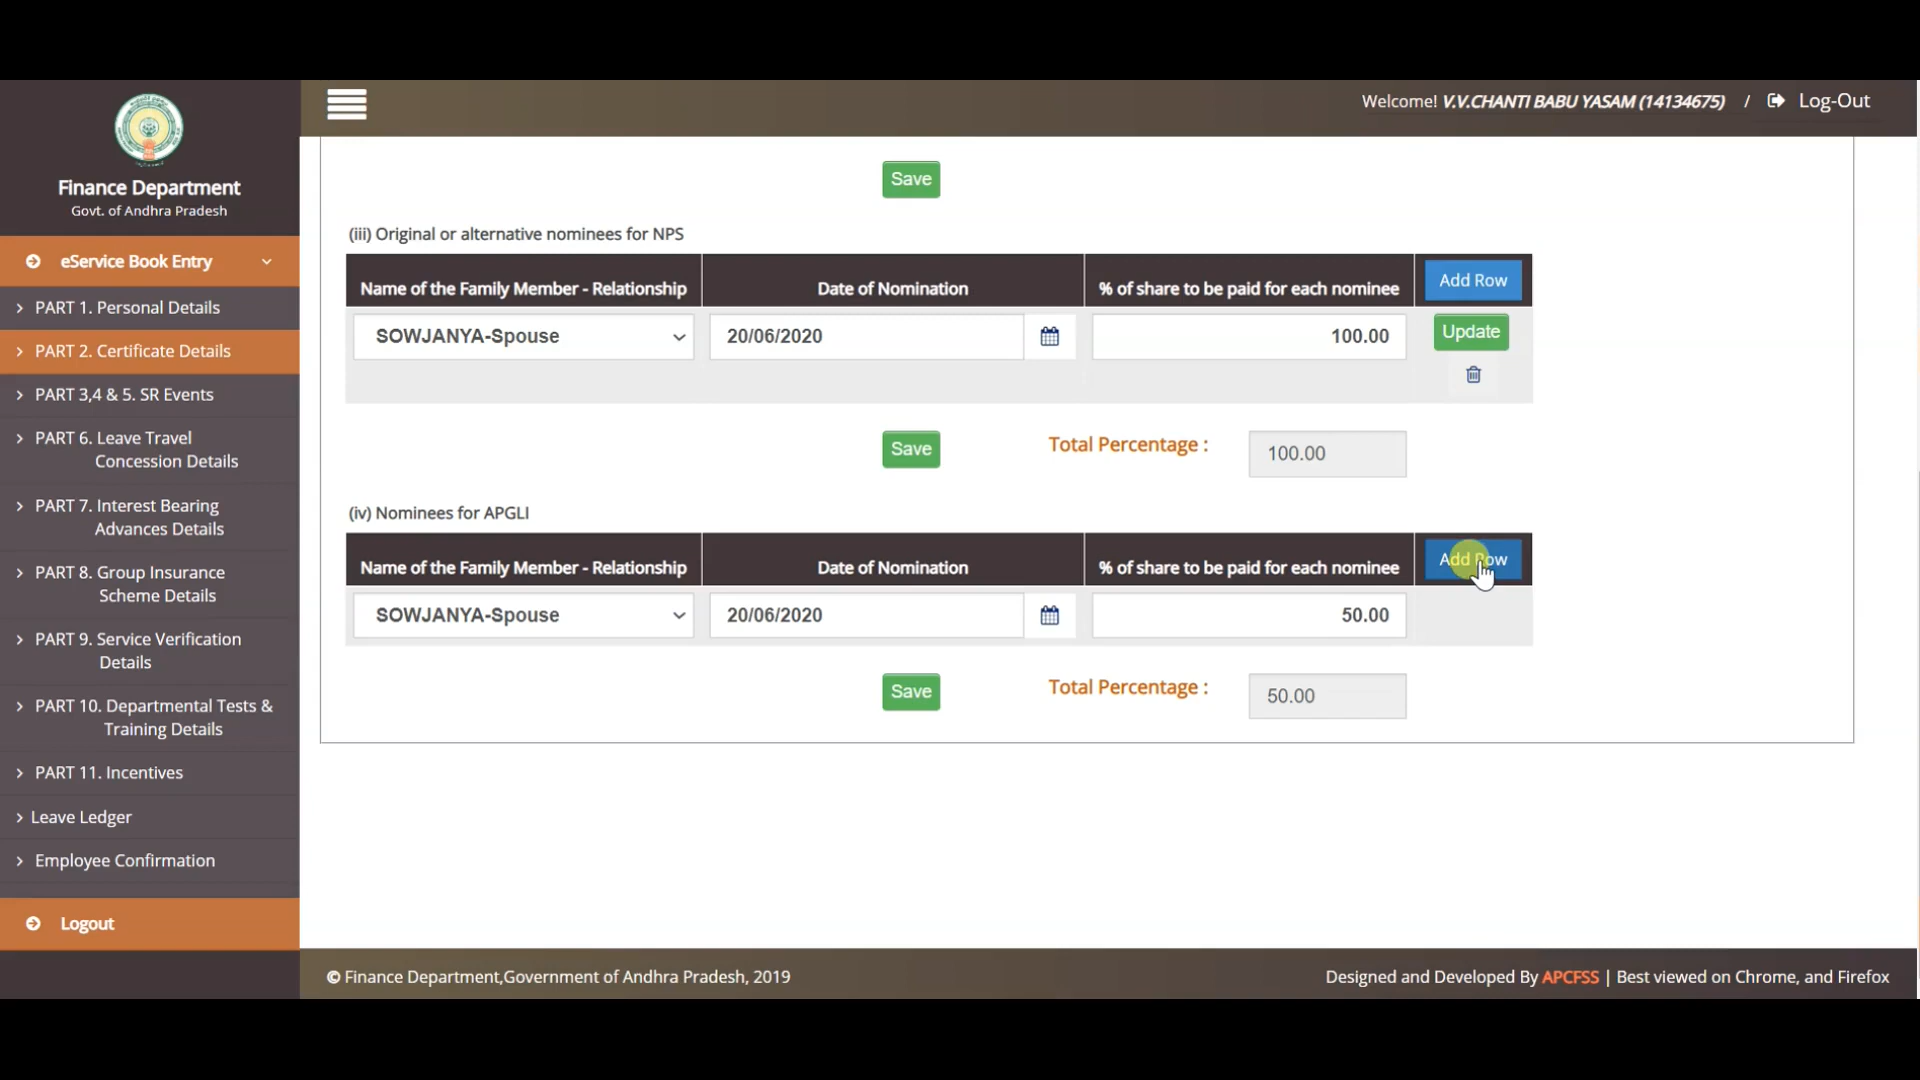 Welcome! V.V.CHANTI BABU YASAM (14134675) / Log-Out
Finance Department
Govt. of Andhra Pradesh
eService Book Entry
PART 1. Personal Details
PART 2. Certificate Details
PART 3,4 & 5. SR Events
PART 6. Leave Travel
Concession Details
PART 7. Interest Bearing
Advances Details
PART 8. Group Insurance
Scheme Details
PART 9. Service Verification
Details
PART 10. Departmental Tests &
Training Details
PART 11. Incentives
Leave Ledger
Employee Confirmation
Logout
Save
(iii) Original or alternative nominees for NPS
Name of the Family Member - Relationship Date of Nomination % of share to be paid for each nominee Add Row
SOWJANYA-Spouse 20/06/2020 100.00 Update
Save Total Percentage : 100.00
(iv) Nominees for APGLI
Name of the Family Member - Relationship Date of Nomination % of share to be paid for each nominee Add Row
SOWJANYA-Spouse 20/06/2020 50.00
Save Total Percentage : 50.00
© Finance Department,Government of Andhra Pradesh, 2019
Designed and Developed By APCFSS | Best viewed on Chrome, and Firefox